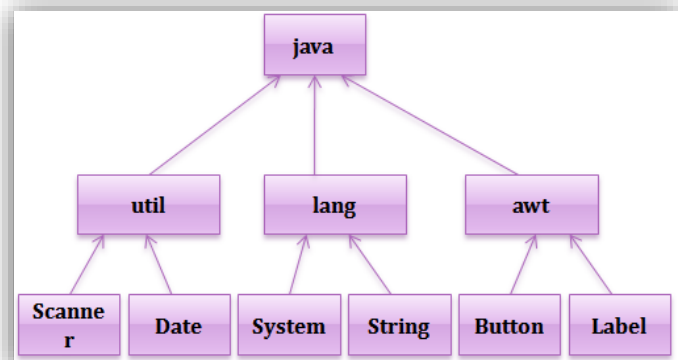 java
util
lang
awt
Scanne
r
Date
System
String
Button
Label